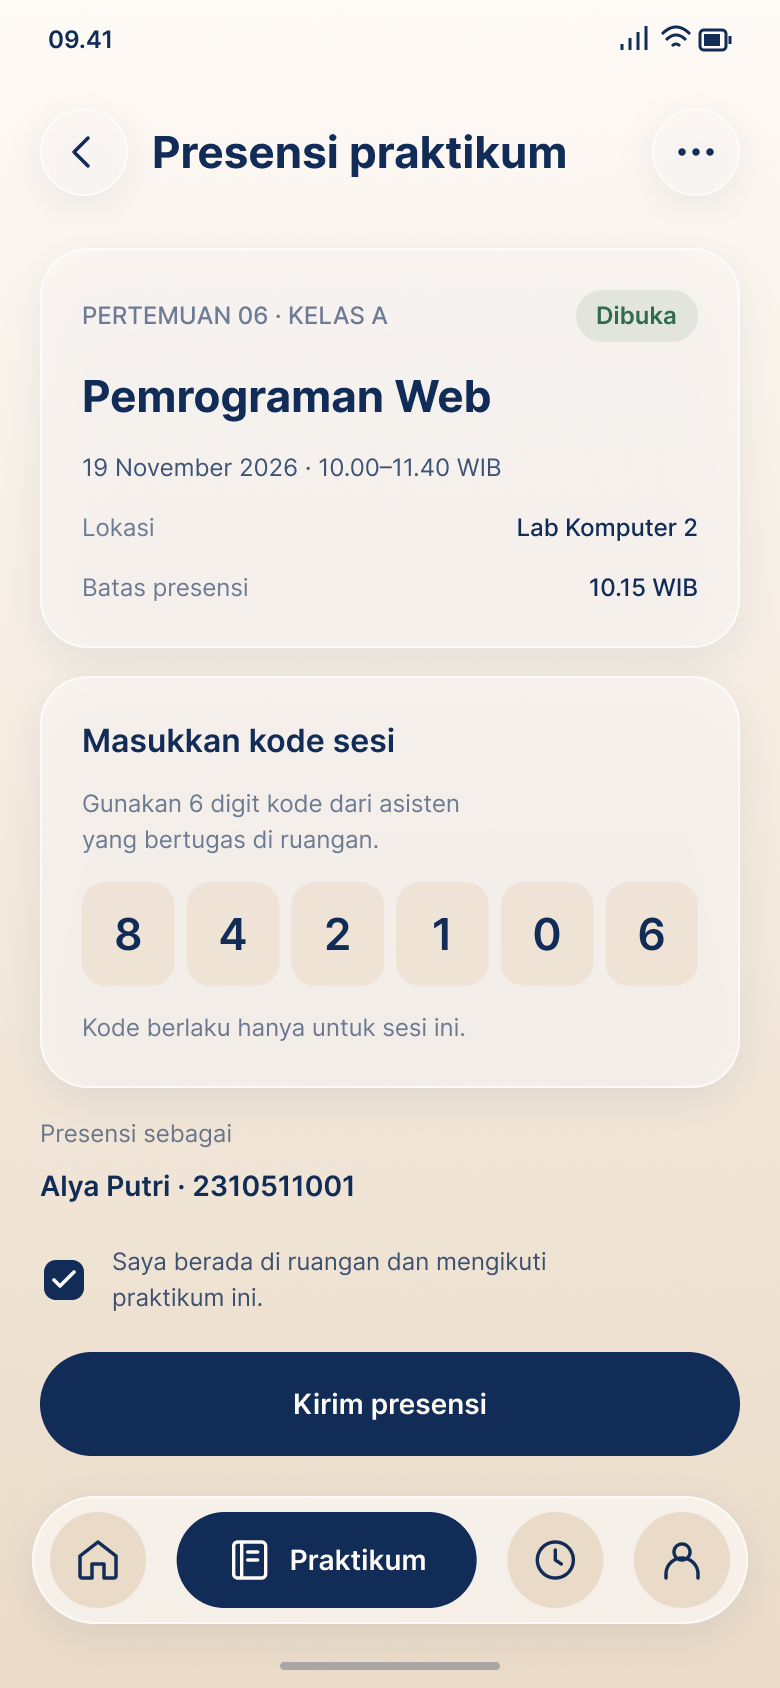 09.41
Presensi praktikum
PERTEMUAN 06 · KELAS A
Dibuka
Pemrograman Web
19 November 2026 · 10.00–11.40 WIB
Lokasi
Lab Komputer 2
Batas presensi
10.15 WIB
Masukkan kode sesi
Gunakan 6 digit kode dari asisten
yang bertugas di ruangan.
8 4 2 1 0 6
Kode berlaku hanya untuk sesi ini.
Presensi sebagai
Alya Putri · 2310511001
Saya berada di ruangan dan mengikuti
praktikum ini.
Kirim presensi
Praktikum